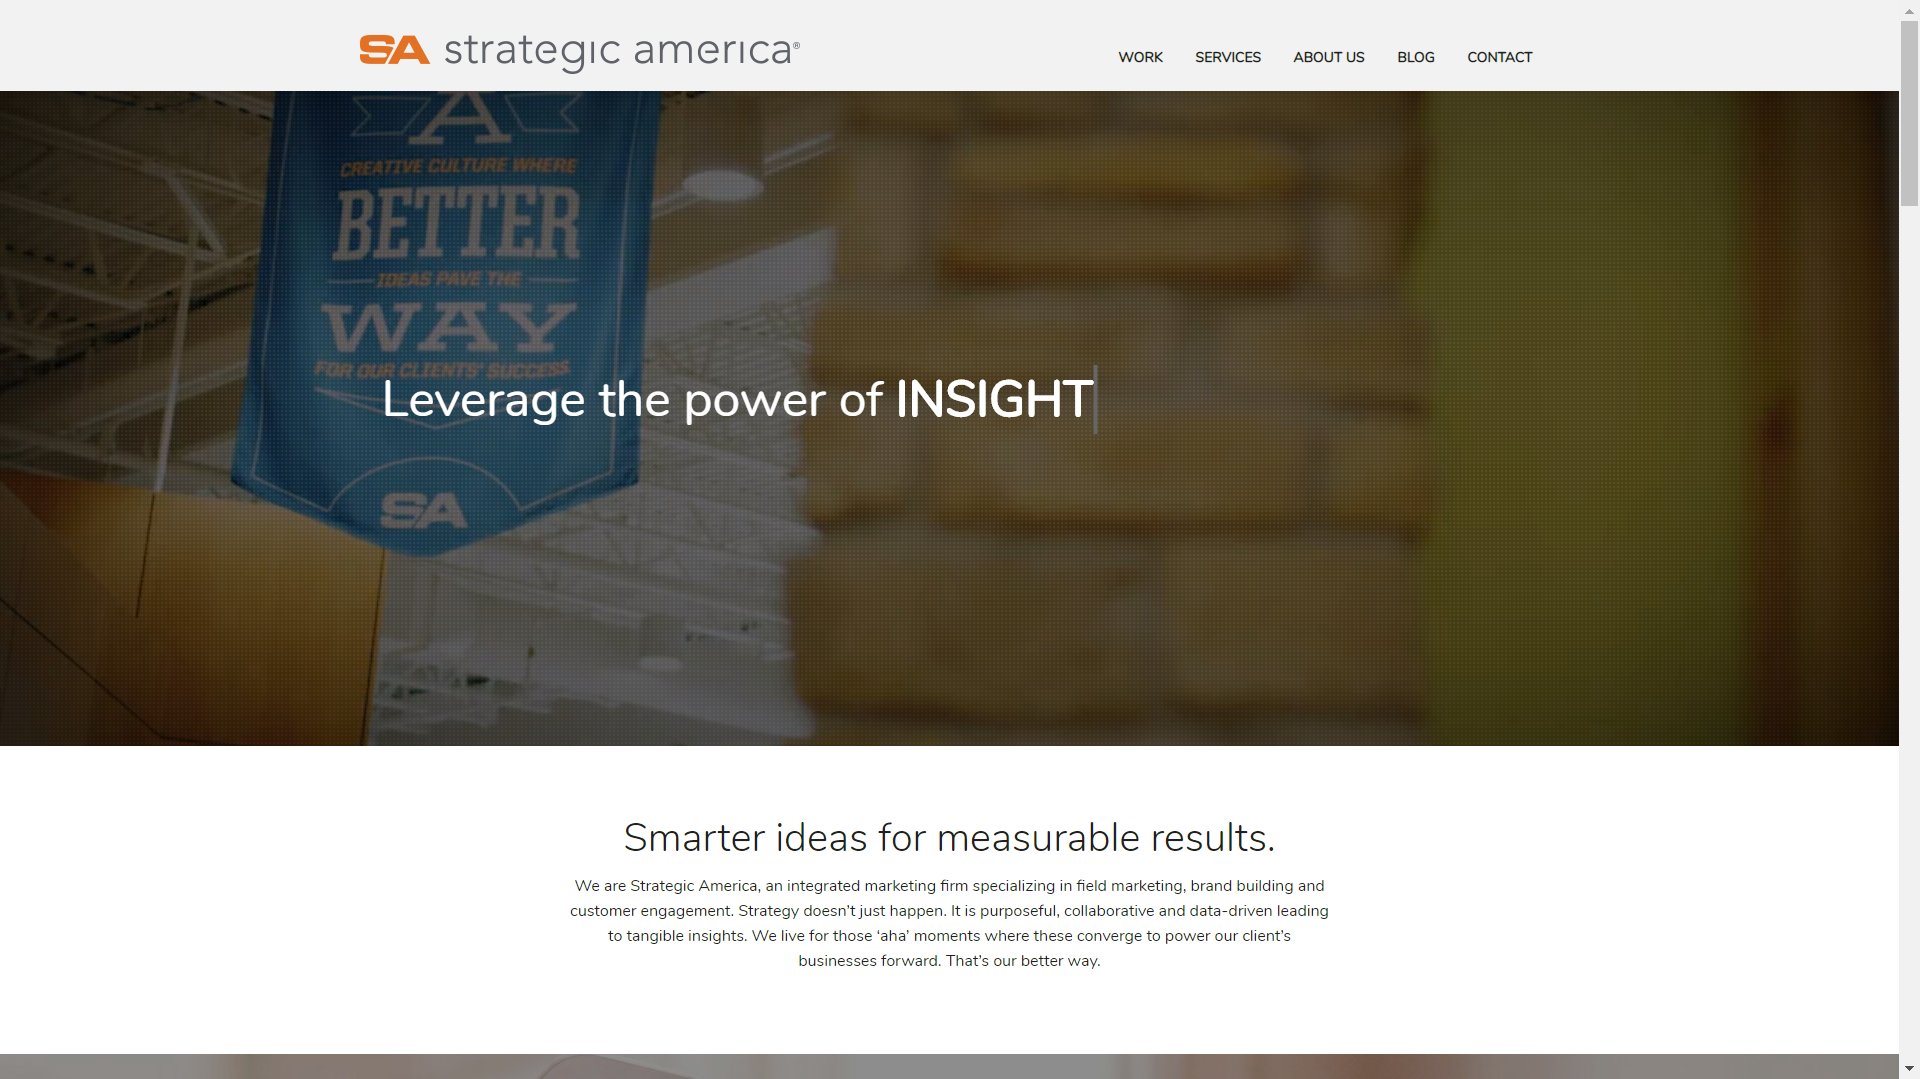 SA strategic america®
WORK SERVICES ABOUT US BLOG CONTACT
A
CREATIVE CULTURE WHERE
BETTER
IDEAS PAVE THE
WAY
FOR OUR CLIENTS' SUCCESS
Leverage the power of INSIGHT
SA
Smarter ideas for measurable results.
We are Strategic America, an integrated marketing firm specializing in field marketing, brand building and
customer engagement. Strategy doesn't just happen. It is purposeful, collaborative and data-driven leading
to tangible insights. We live for those ‘aha’ moments where these converge to power our client’s
businesses forward. That’s our better way.